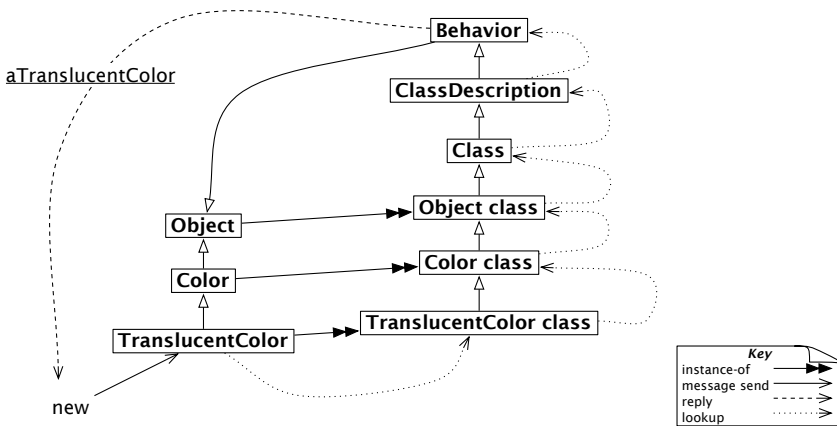 Behavior
aTranslucentColor
ClassDescription
Class
Object class
Object
Color class
Color
TranslucentColor class
TranslucentColor
new
Key
instance-of
message send
reply
lookup